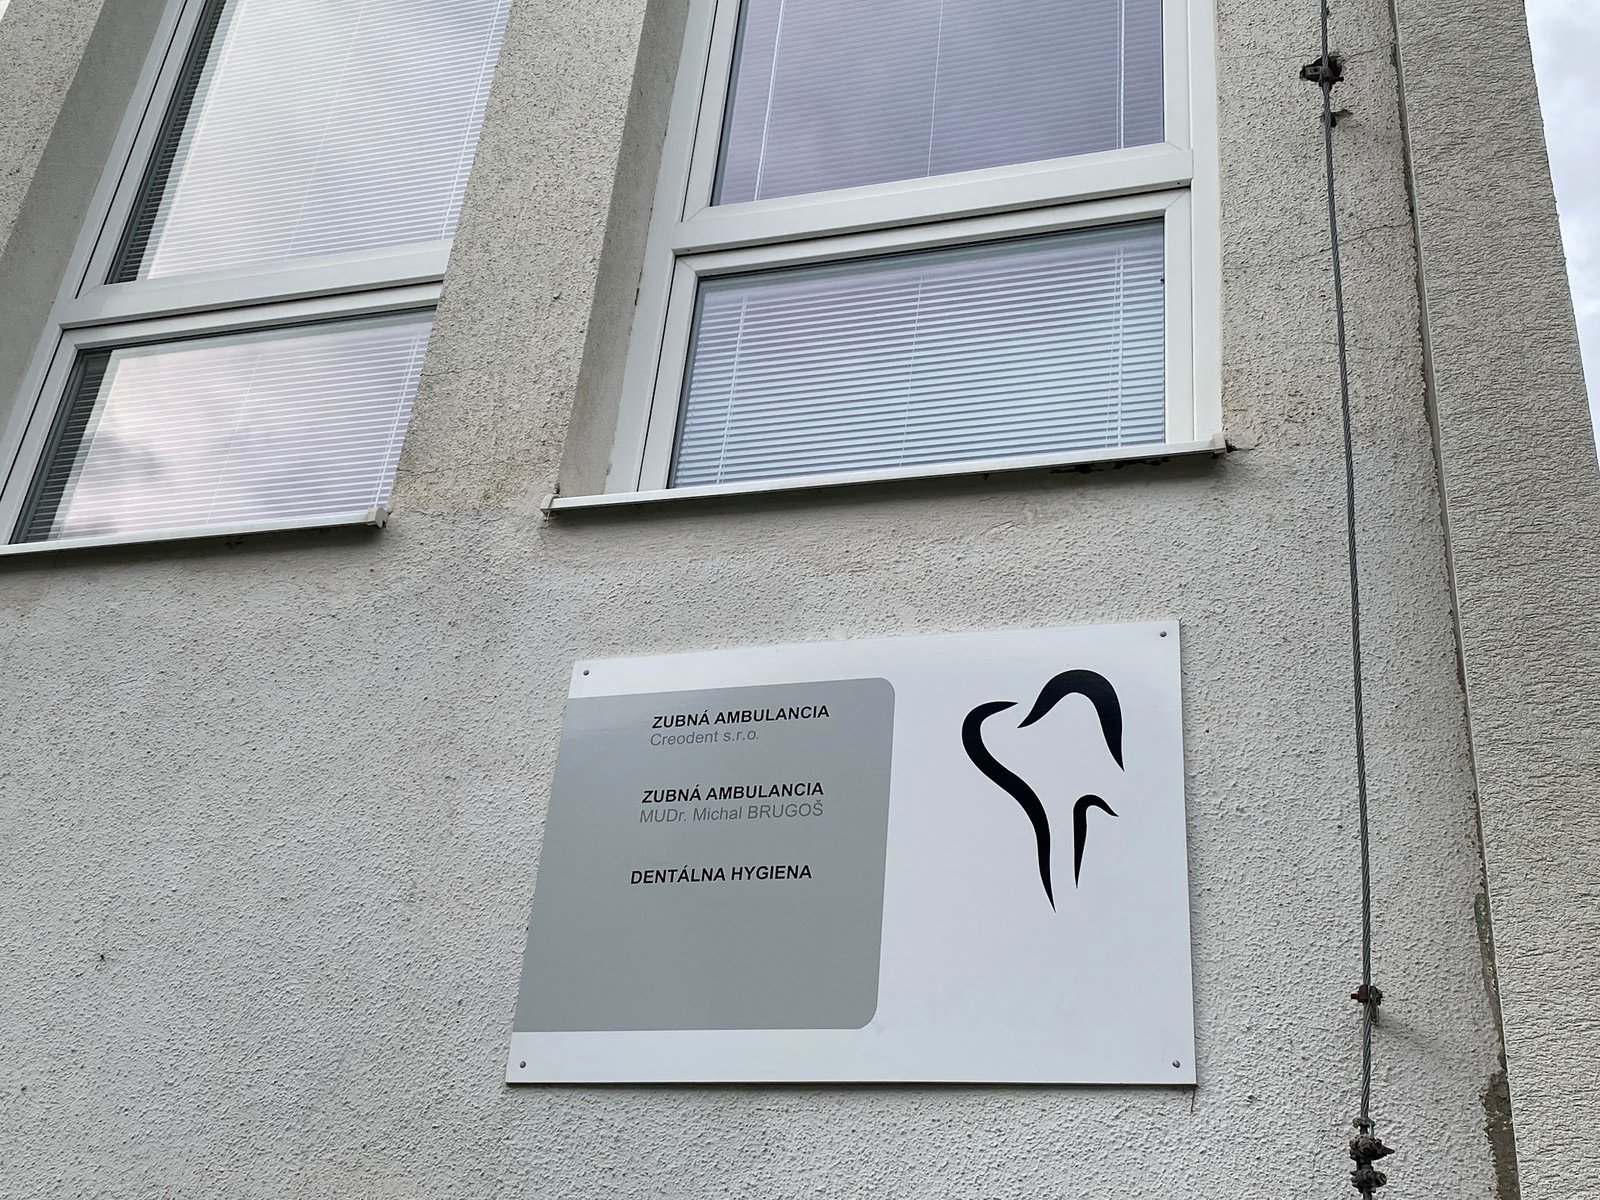 ZUBNÁ AMBULANCIA
Creodent s.r.o.
ZUBNÁ AMBULANCIA
MUDr. Michal BRUGOŠ
DENTÁLNA HYGIENA